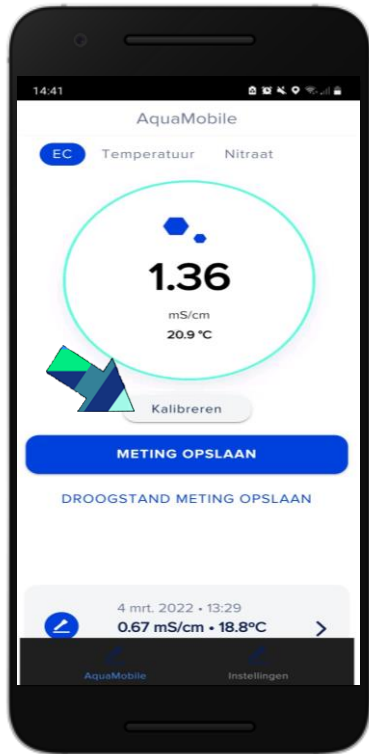 14:41
AquaMobile
EC Temperatuur Nitraat
1.36
mS/cm
20.9 °C
Kalibreren
METING OPSLAAN
DROOGSTAND METING OPSLAAN
4 mrt. 2022 • 13:29
0.67 mS/cm • 18.8ºC
AquaMobile Instellingen